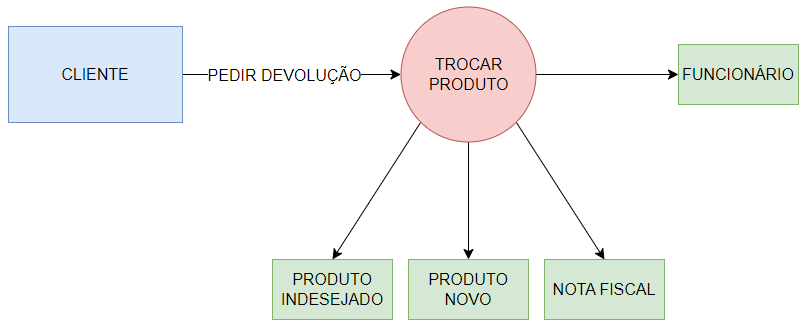 CLIENTE
PEDIR DEVOLUÇÃO
TROCAR
PRODUTO
FUNCIONÁRIO
PRODUTO
INDESEJADO
PRODUTO
NOVO
NOTA FISCAL